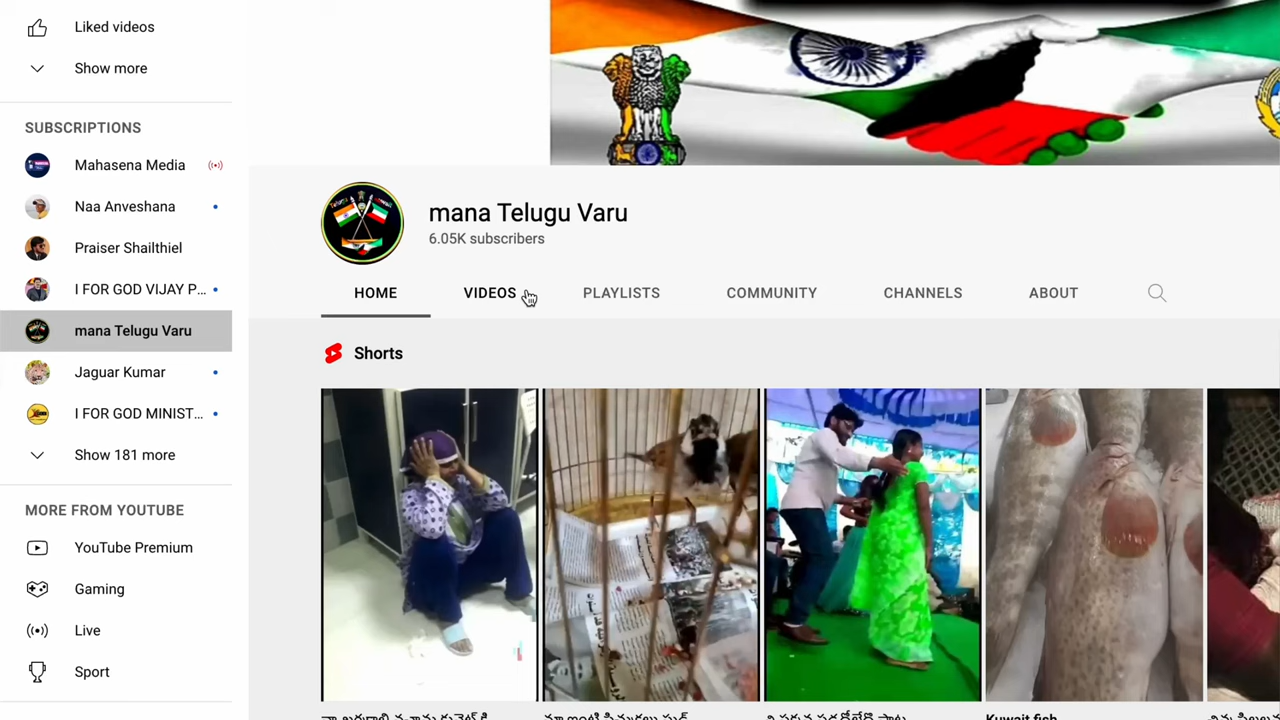 Liked videos
Show more
SUBSCRIPTIONS
Mahasena Media
Naa Anveshana
Praiser Shailthiel
I FOR GOD VIJAY P...
mana Telugu Varu
Jaguar Kumar
I FOR GOD MINIST...
Show 181 more
MORE FROM YOUTUBE
YouTube Premium
Gaming
Live
Sport
mana Telugu Varu
6.05K subscribers
HOME VIDEOS PLAYLISTS COMMUNITY CHANNELS ABOUT
Shorts
Kuwait fish